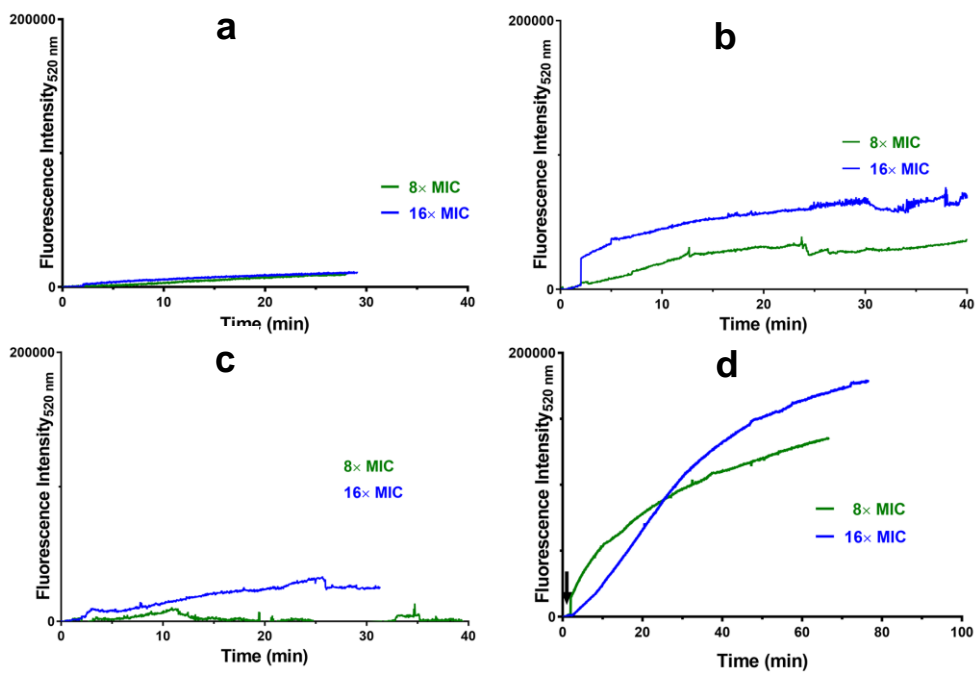 a
200000
Fluorescence Intensity520 nm
8× MIC
16× MIC
0
0 10 20 30 40
Time (min)
b
200000
Fluorescence Intensity520 nm
8× MIC
16× MIC
0
0 10 20 30 40
Time (min)
c
200000
Fluorescence Intensity520 nm
8× MIC
16× MIC
0
0 10 20 30 40
Time (min)
d
200000
Fluorescence Intensity520 nm
8× MIC
16× MIC
0
0 20 40 60 80 100
Time (min)